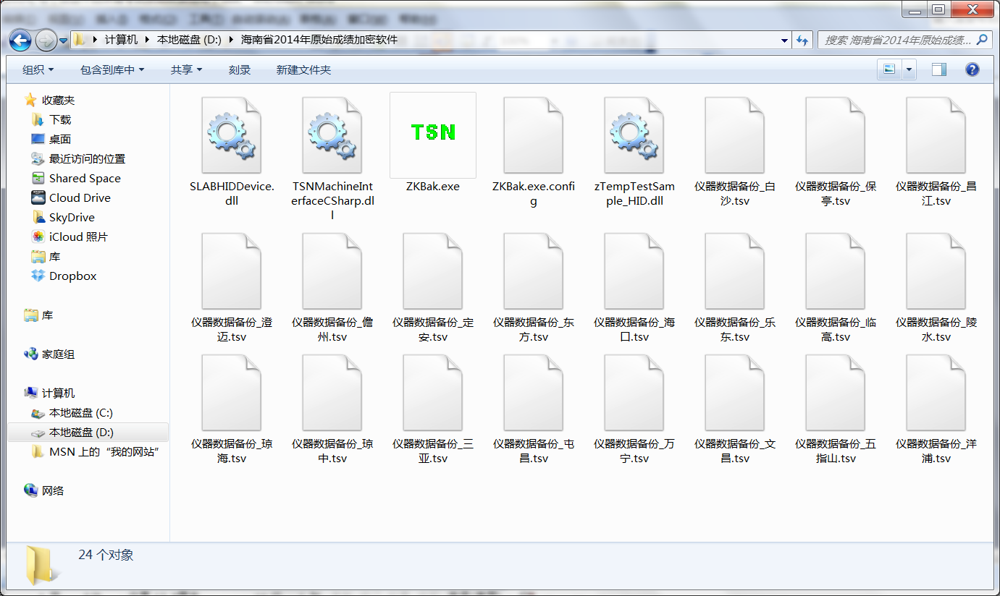 计算机 本地磁盘 (D:) 海南省2014年原始成绩加密软件
搜索 海南省2014年原始成绩...
组织 包含到库中 共享 刻录 新建文件夹
收藏夹
下载
桌面
最近访问的位置
Shared Space
Cloud Drive
SkyDrive
iCloud 照片
库
Dropbox
库
家庭组
计算机
本地磁盘 (C:)
本地磁盘 (D:)
MSN 上的“我的网站”
网络
TSN
SLABHIDDevice.
dll
TSNMachineInt
erfaceCSharp.dl
l
ZKBak.exe
ZKBak.exe.confi
g
zTempTestSam
ple_HID.dll
仪器数据备份_白
沙.tsv
仪器数据备份_保
亭.tsv
仪器数据备份_昌
江.tsv
仪器数据备份_澄
迈.tsv
仪器数据备份_儋
州.tsv
仪器数据备份_定
安.tsv
仪器数据备份_东
方.tsv
仪器数据备份_海
口.tsv
仪器数据备份_乐
东.tsv
仪器数据备份_临
高.tsv
仪器数据备份_陵
水.tsv
仪器数据备份_琼
海.tsv
仪器数据备份_琼
中.tsv
仪器数据备份_三
亚.tsv
仪器数据备份_屯
昌.tsv
仪器数据备份_万
宁.tsv
仪器数据备份_文
昌.tsv
仪器数据备份_五
指山.tsv
仪器数据备份_洋
浦.tsv
24 个对象